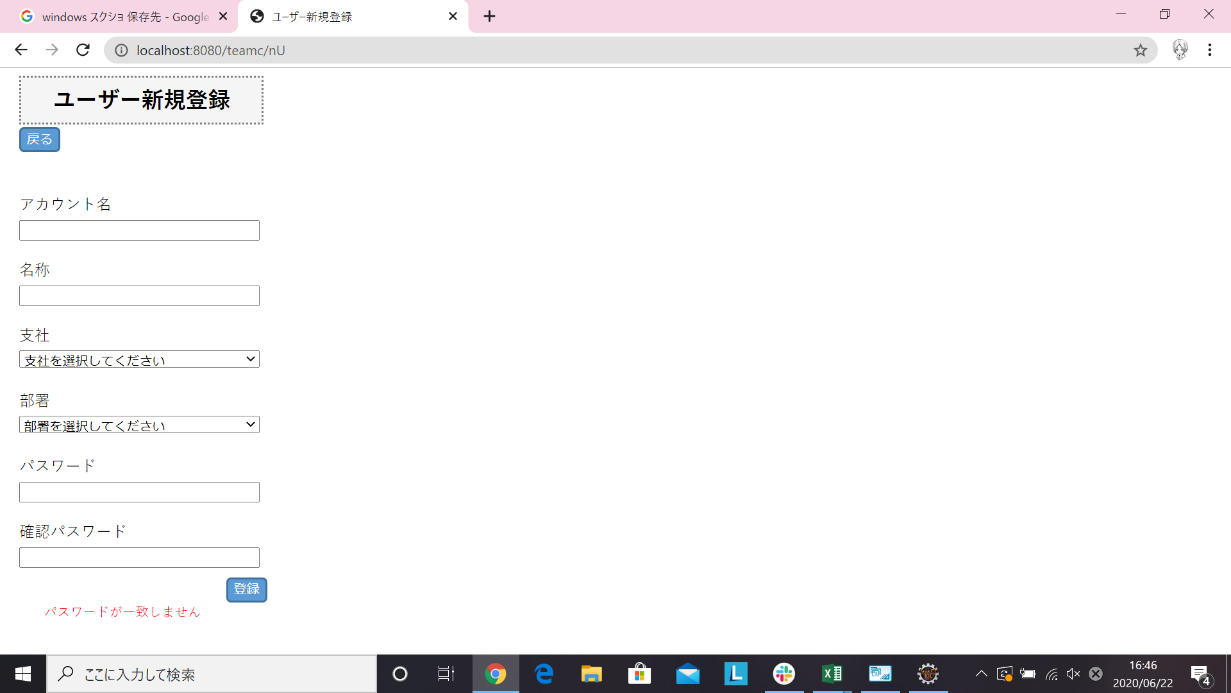 windows スクショ 保存先 - Google
ユーザー新規登録
localhost:8080/teamc/nU
ユーザー新規登録
戻る
アカウント名
名称
支社
支社を選択してください
部署
部署を選択してください
パスワード
確認パスワード
登録
パスワードが一致しません
ここに入力して検索
L
16:46
2020/06/22
4